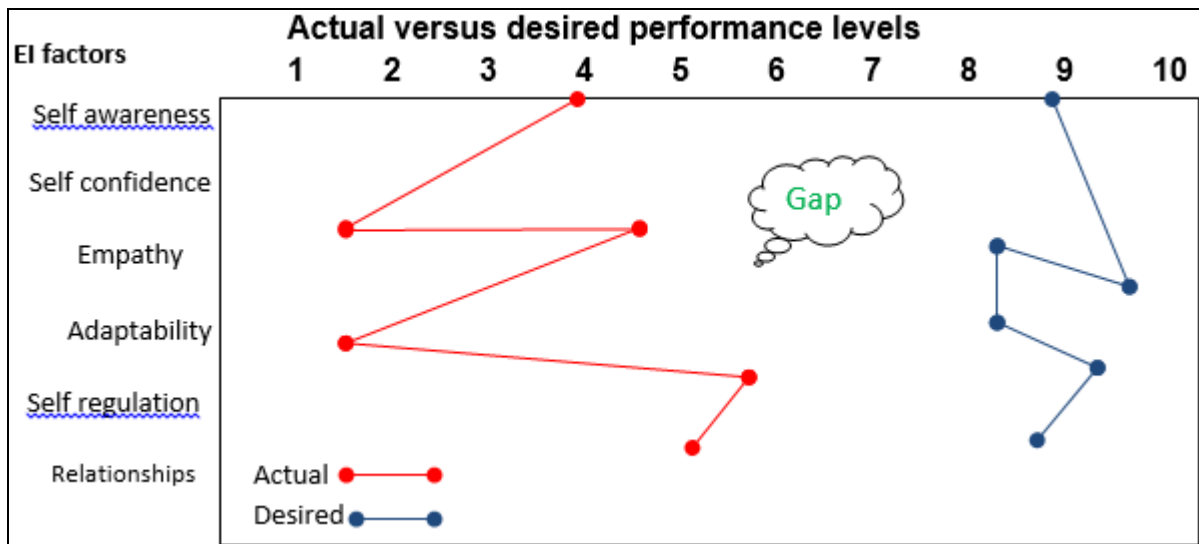 Actual versus desired performance levels
EI factors
1 2 3 4 5 6 7 8 9 10
Self awareness
Self confidence
Gap
Empathy
Adaptability
Self regulation
Relationships
Actual
Desired